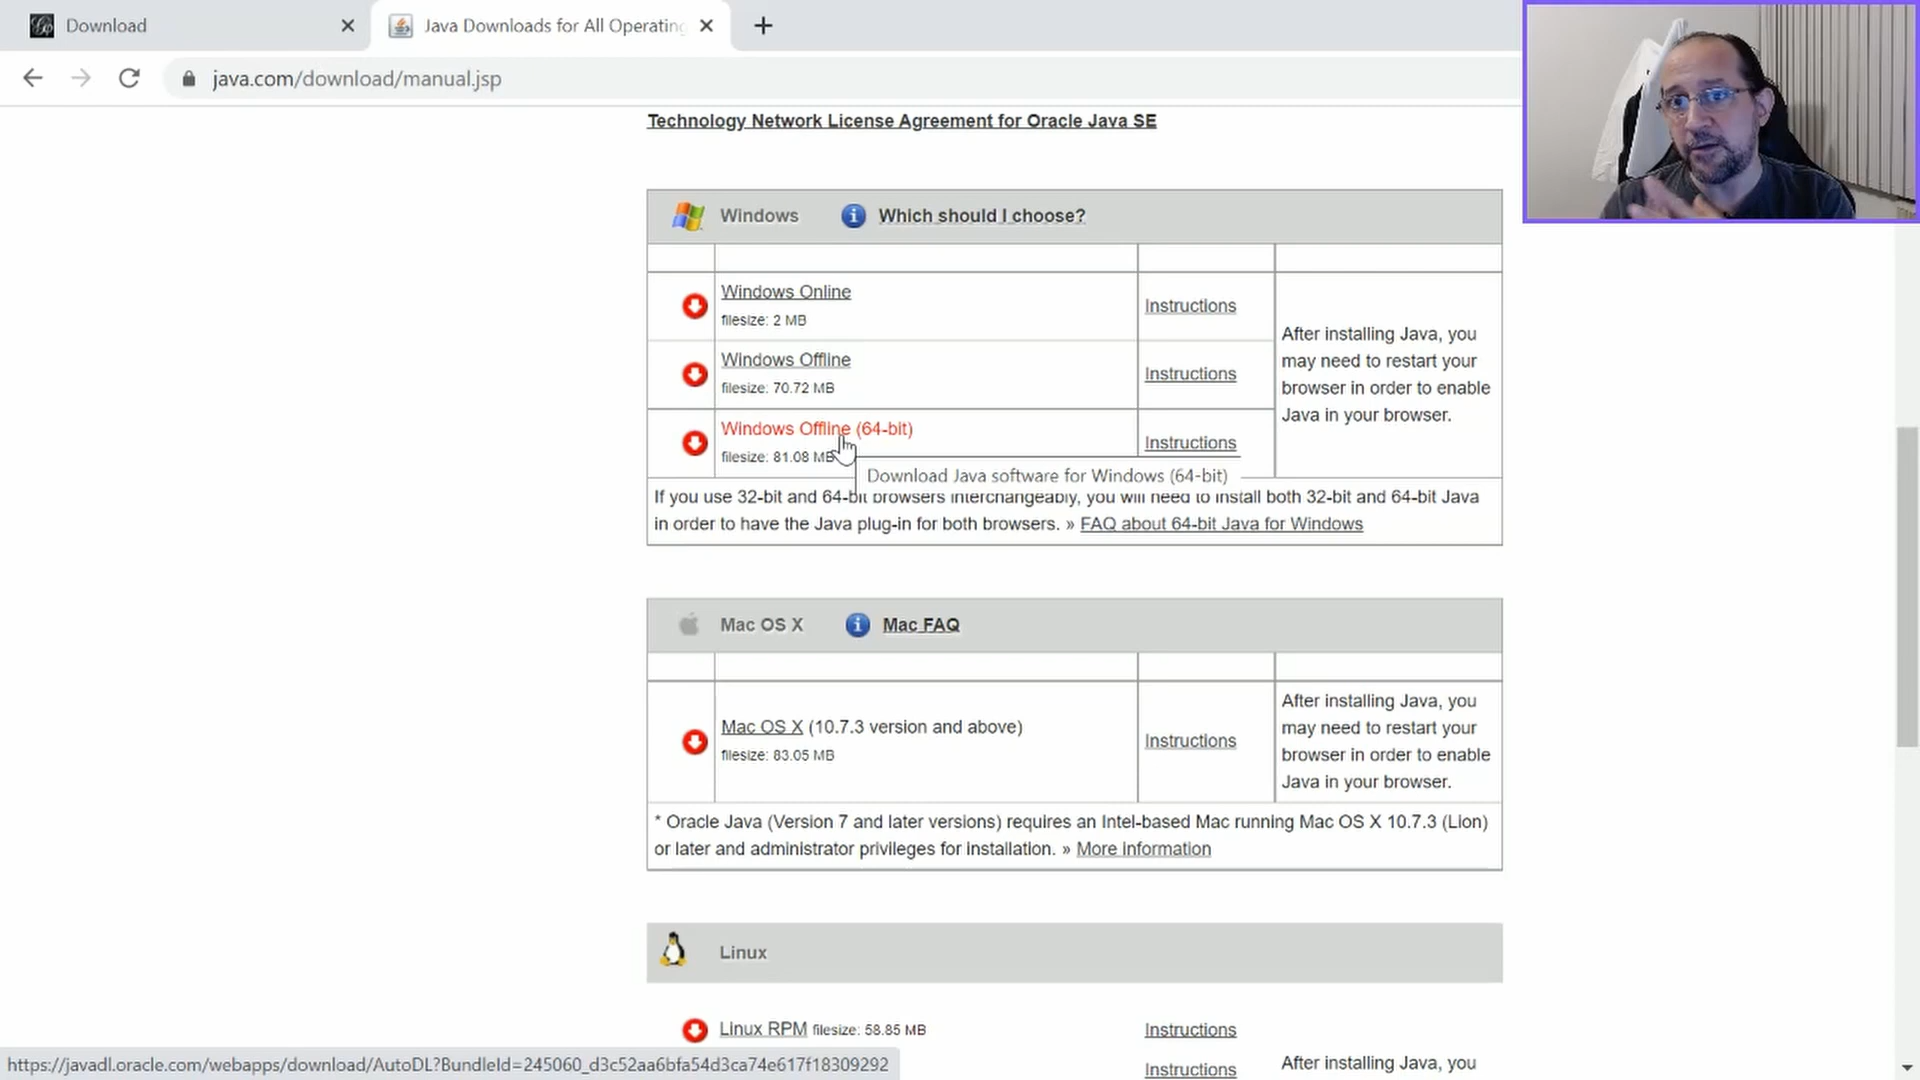 Download
Java Downloads for All Operating
java.com/download/manual.jsp
Technology Network License Agreement for Oracle Java SE
Windows
Which should I choose?
Windows Online
filesize: 2 MB
Instructions
Windows Offline
filesize: 70.72 MB
Instructions
Windows Offline (64-bit)
filesize: 81.08 MB
Instructions
After installing Java, you
may need to restart your
browser in order to enable
Java in your browser.
Download Java software for Windows (64-bit)
If you use 32-bit and 64-bit browsers interchangeably, you will need to install both 32-bit and 64-bit Java
in order to have the Java plug-in for both browsers. » FAQ about 64-bit Java for Windows
Mac OS X
Mac FAQ
Mac OS X (10.7.3 version and above)
filesize: 83.05 MB
Instructions
After installing Java, you
may need to restart your
browser in order to enable
Java in your browser.
* Oracle Java (Version 7 and later versions) requires an Intel-based Mac running Mac OS X 10.7.3 (Lion)
or later and administrator privileges for installation. » More Information
Linux
Linux RPM filesize: 58.85 MB
Instructions
Instructions
After installing Java, you
https://javadl.oracle.com/webapps/download/AutoDL?BundleId=245060_d3c52aa6bfa54d3ca74e617f18309292